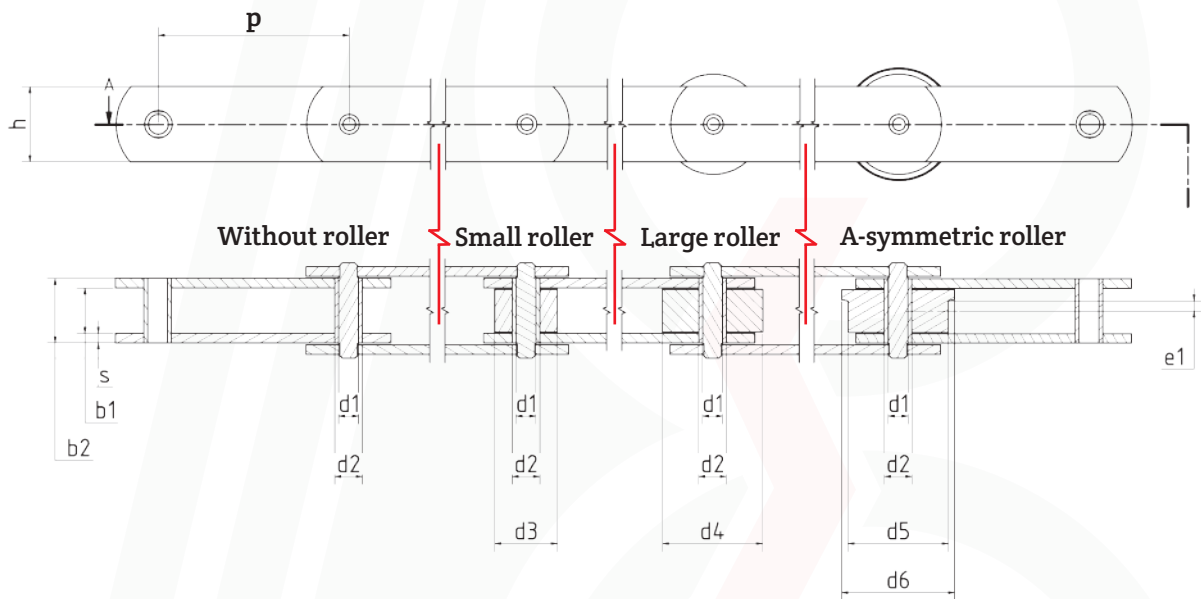 p
A
h
Without roller
Small roller
Large roller
A-symmetric roller
s
b1
b2
e1
d1
d1
d1
d1
d2
d2
d2
d2
d3
d4
d5
d6